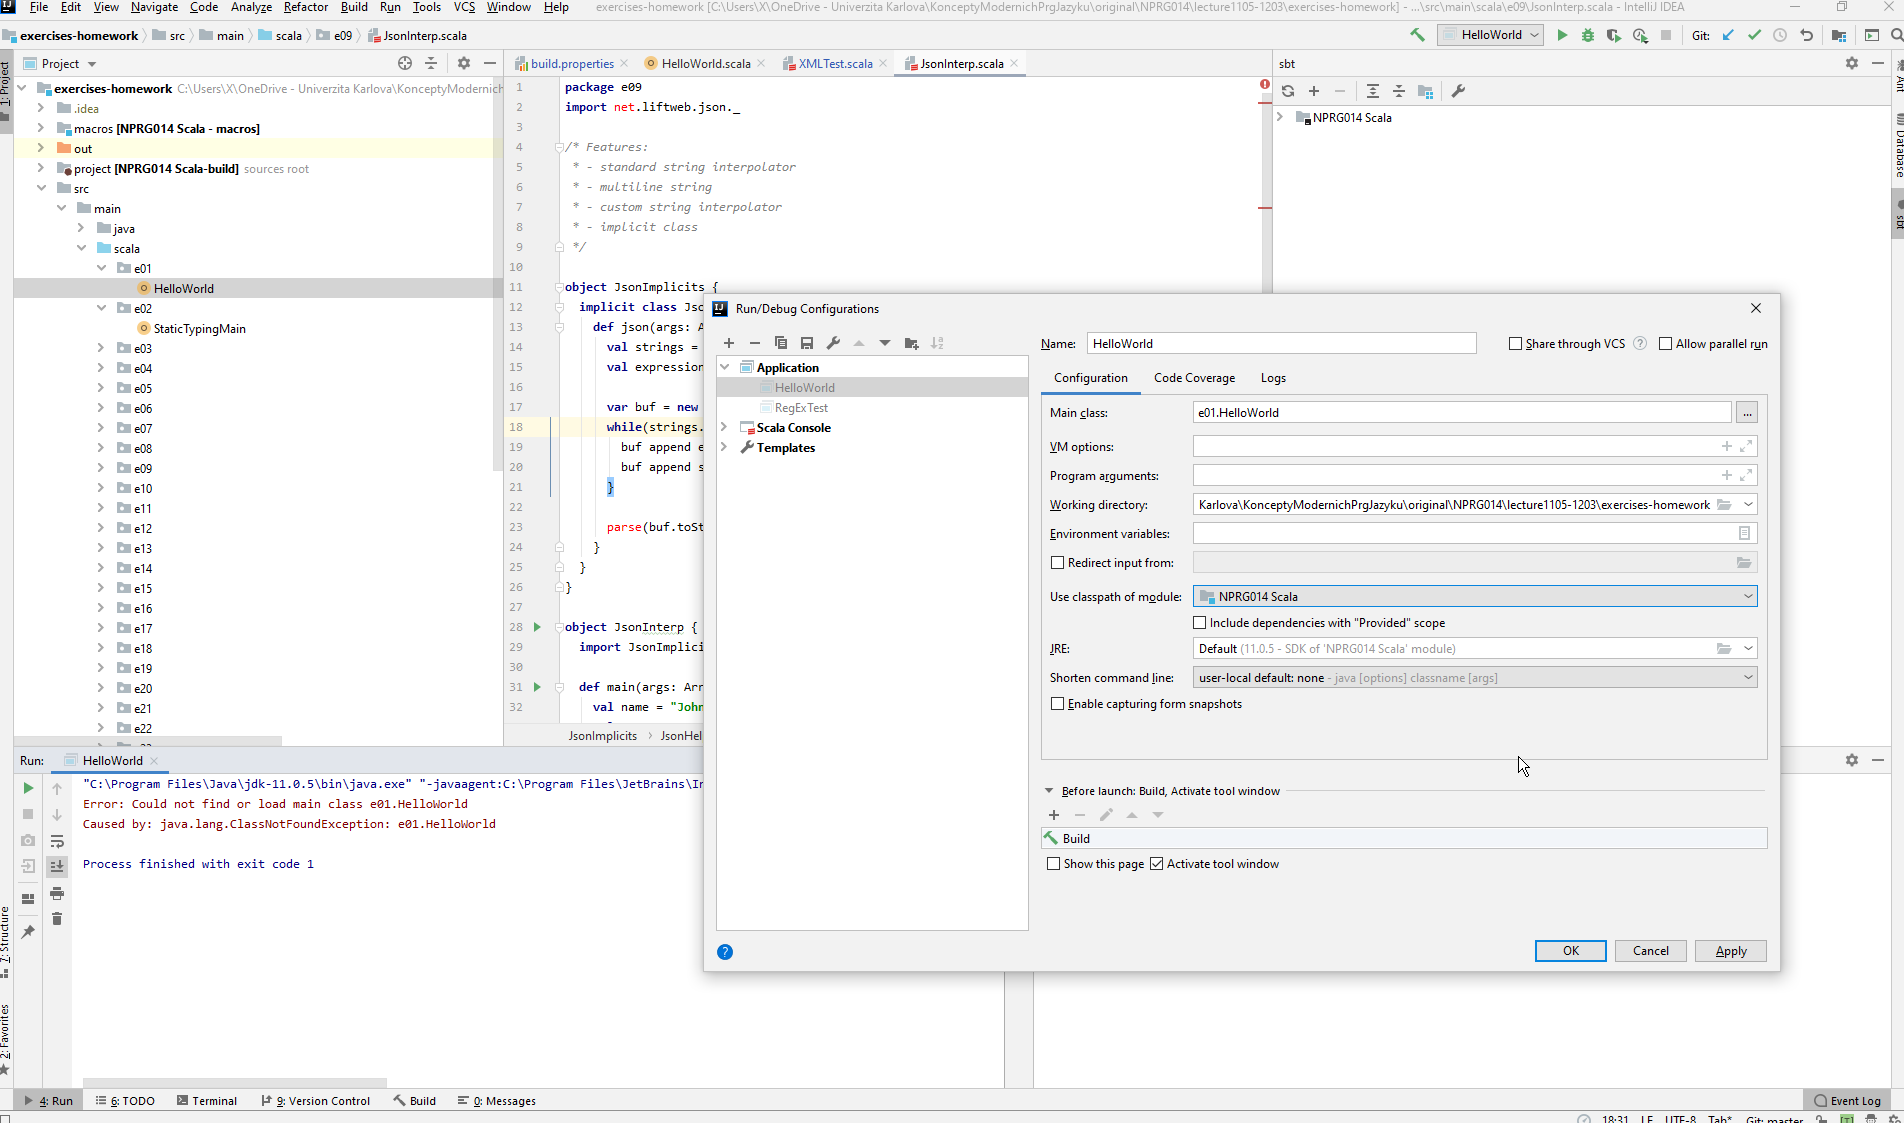 File Edit View Navigate Code Analyze Refactor Build Run Tools VCS Window Help exercises-homework [C:\Users\X\OneDrive - Univerzita Karlova\KonceptyModernichPrgJazyku\original\NPRG014\lecture1105-1203\exercises-homework] - ...\src\main\scala\e09\JsonInterp.scala - IntelliJ IDEA
exercises-homework src main scala e09 JsonInterp.scala HelloWorld Git:
Project
build.properties HelloWorld.scala XMLTest.scala JsonInterp.scala
sbt
1: Project
exercises-homework C:\Users\X\OneDrive - Univerzita Karlova\KonceptyModernich
.idea
macros [NPRG014 Scala - macros]
out
project [NPRG014 Scala-build] sources root
src
main
java
scala
e01
HelloWorld
e02
StaticTypingMain
e03
e04
e05
e06
e07
e08
e09
e10
e11
e12
e13
e14
e15
e16
e17
e18
e19
e20
e21
e22
1 package e09
2 import net.liftweb.json._
3
4 /* Features:
5 * - standard string interpolator
6 * - multiline string
7 * - custom string interpolator
8 * - implicit class
9 */
10
11 object JsonImplicits {
12 implicit class Jsc
13 def json(args: A
14 val strings =
15 val expression
16
17 var buf = new
18 while(strings.
19 buf append e
20 buf append s
21 }
22
23 parse(buf.toSt
24 }
25 }
26 }
27
28 object JsonInterp {
29 import JsonImplici
30
31 def main(args: Arr
32 val name = "John
JsonImplicits JsonHel
NPRG014 Scala
Ant
Database
sbt
Run/Debug Configurations
Application
HelloWorld
RegExTest
Scala Console
Templates
Name: HelloWorld Share through VCS ? Allow parallel run
Configuration Code Coverage Logs
Main class: e01.HelloWorld ...
VM options:
Program arguments:
Working directory: Karlova\KonceptyModernichPrgJazyku\original\NPRG014\lecture1105-1203\exercises-homework
Environment variables:
Redirect input from:
Use classpath of module: NPRG014 Scala
Include dependencies with "Provided" scope
JRE: Default (11.0.5 - SDK of 'NPRG014 Scala' module)
Shorten command line: user-local default: none - java [options] classname [args]
Enable capturing form snapshots
Before launch: Build, Activate tool window
Build
Show this page Activate tool window
? OK Cancel Apply
Run: HelloWorld
"C:\Program Files\Java\jdk-11.0.5\bin\java.exe" "-javaagent:C:\Program Files\JetBrains\Ir
Error: Could not find or load main class e01.HelloWorld
Caused by: java.lang.ClassNotFoundException: e01.HelloWorld
Process finished with exit code 1
7: Structure
2: Favorites
4: Run 6: TODO Terminal 9: Version Control Build 0: Messages Event Log
18:31 LF UTF-8 Tab* Git: master